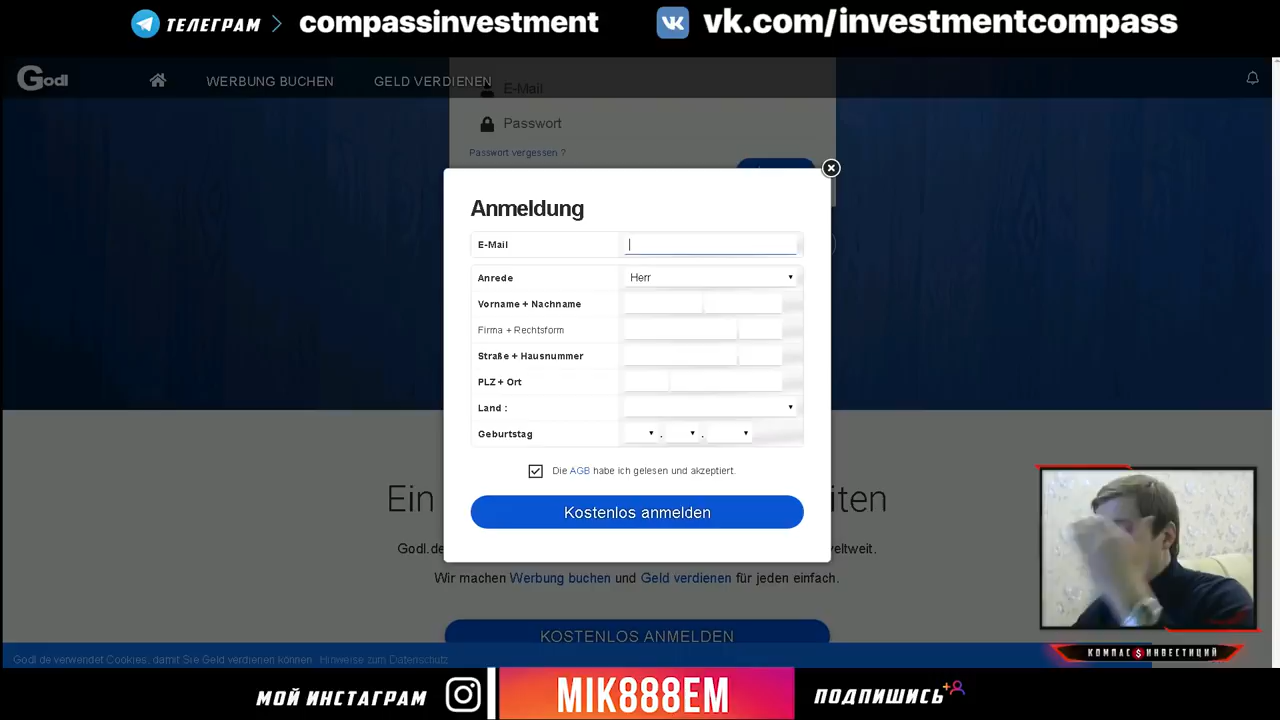 ТЕЛЕГРАМ > compassinvestment
vk.com/investmentcompass
Godl
WERBUNG BUCHEN
GELD VERDIENEN
E-Mail
Passwort
Passwort vergessen ?
Anmeldung
E-Mail
Anrede
Herr
Vorname + Nachname
Firma + Rechtsform
Straße + Hausnummer
PLZ + Ort
Land :
Geburtstag
Die AGB habe ich gelesen und akzeptiert.
Kostenlos anmelden
Ein
iten
Godl.de
weltweit.
Wir machen Werbung buchen und Geld verdienen für jeden einfach.
KOSTENLOS ANMELDEN
Godl.de verwendet Cookies, damit Sie Geld verdienen können Hinweise zum Datenschutz
КОМПАС $ ИНВЕСТИЦИЙ
МОЙ ИНСТАГРАМ
MIK888EM
ПОДПИШИСЬ